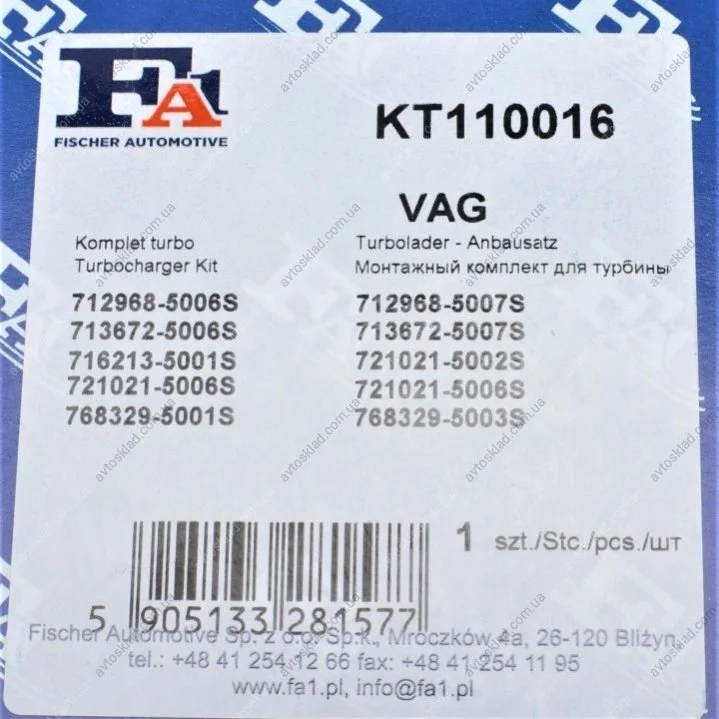 FA1
FISCHER AUTOMOTIVE
KT110016
VAG
Komplet turbo
Turbocharger Kit
Turbolader - Anbausatz
Монтажный комплект для турбины
712968-5006S
712968-5007S
713672-5006S
713672-5007S
716213-5001S
721021-5002S
721021-5006S
721021-5006S
768329-5001S
768329-5003S
1 szt./Stc./pcs./шт
5 905133 281577
Fischer Automotive Sp. z o.o. Sp.k., Mroczków 4a, 26-120 Bliżyn,
tel.: +48 41 254 12 66 fax: +48 41 254 11 95
www.fa1.pl, info@fa1.pl
avtosklad.com.ua